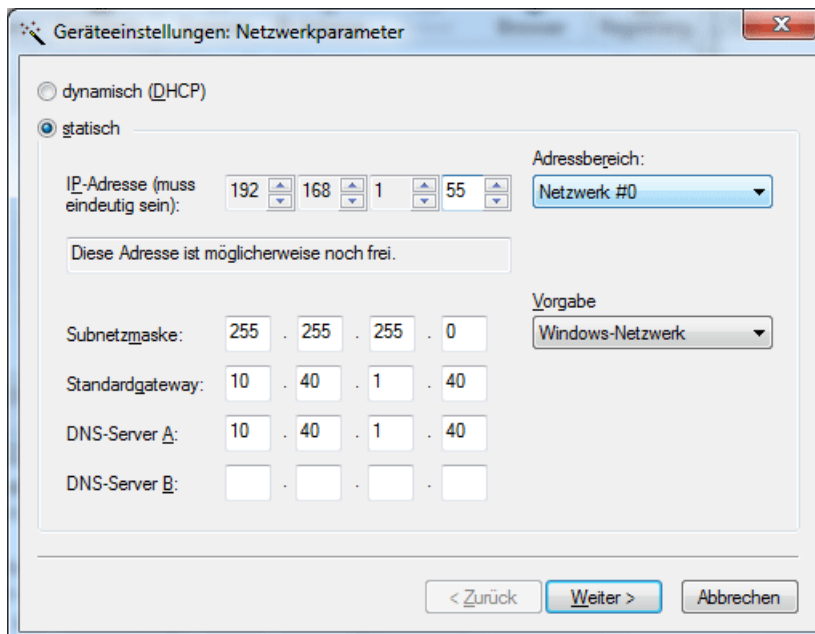 Geräteeinstellungen: Netzwerkparameter
dynamisch (DHCP)
statisch
Adressbereich:
IP-Adresse (muss eindeutig sein):
192 168 1 55
Netzwerk #0
Diese Adresse ist möglicherweise noch frei.
Vorgabe
Subnetzmaske: 255 . 255 . 255 . 0
Windows-Netzwerk
Standardgateway: 10 . 40 . 1 . 40
DNS-Server A: 10 . 40 . 1 . 40
DNS-Server B: . . .
< Zurück Weiter > Abbrechen